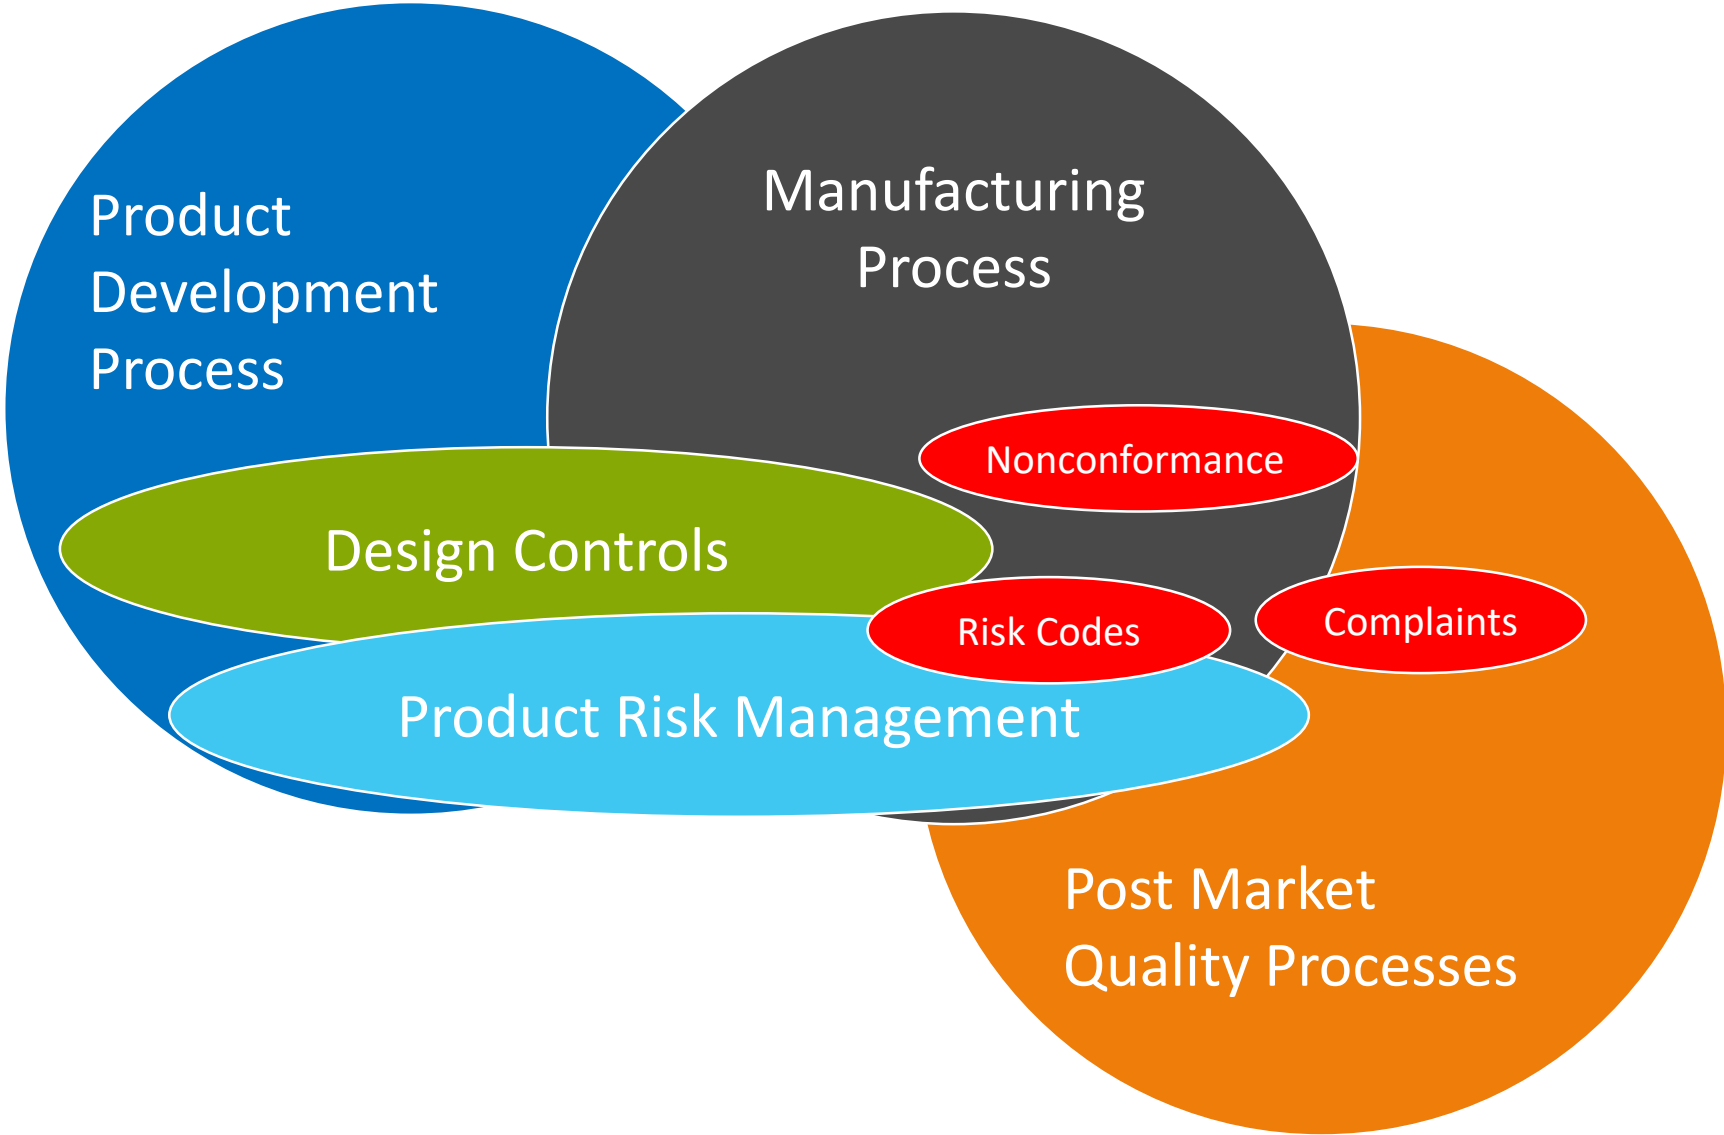 Product
Development
Process
Manufacturing
Process
Nonconformance
Design Controls
Risk Codes
Complaints
Product Risk Management
Post Market
Quality Processes